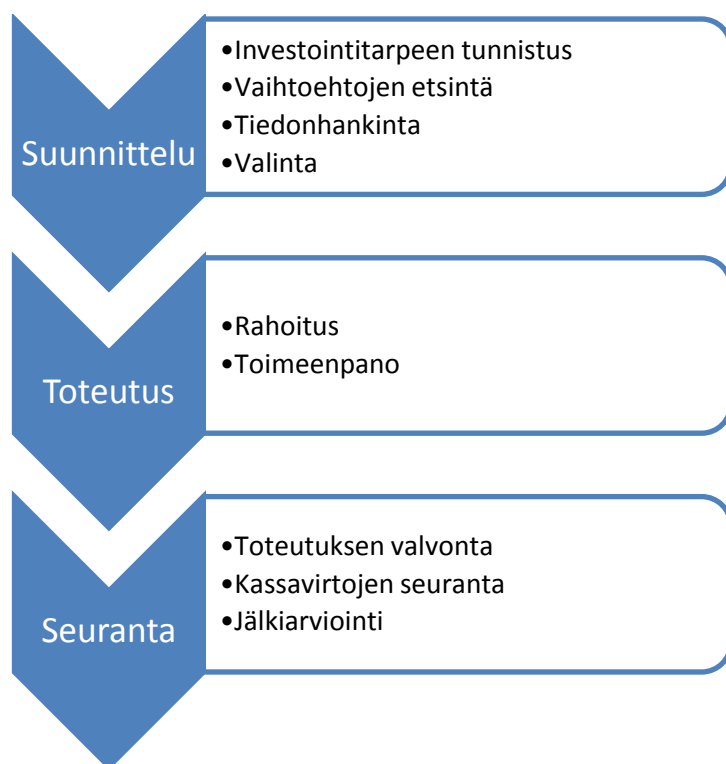 Suunnittelu
•Investointitarpeen tunnistus
•Vaihtoehtojen etsintä
•Tiedonhankinta
•Valinta
Toteutus
•Rahoitus
•Toimeenpano
Seuranta
•Toteutuksen valvonta
•Kassavirtojen seuranta
•Jälkiarviointi